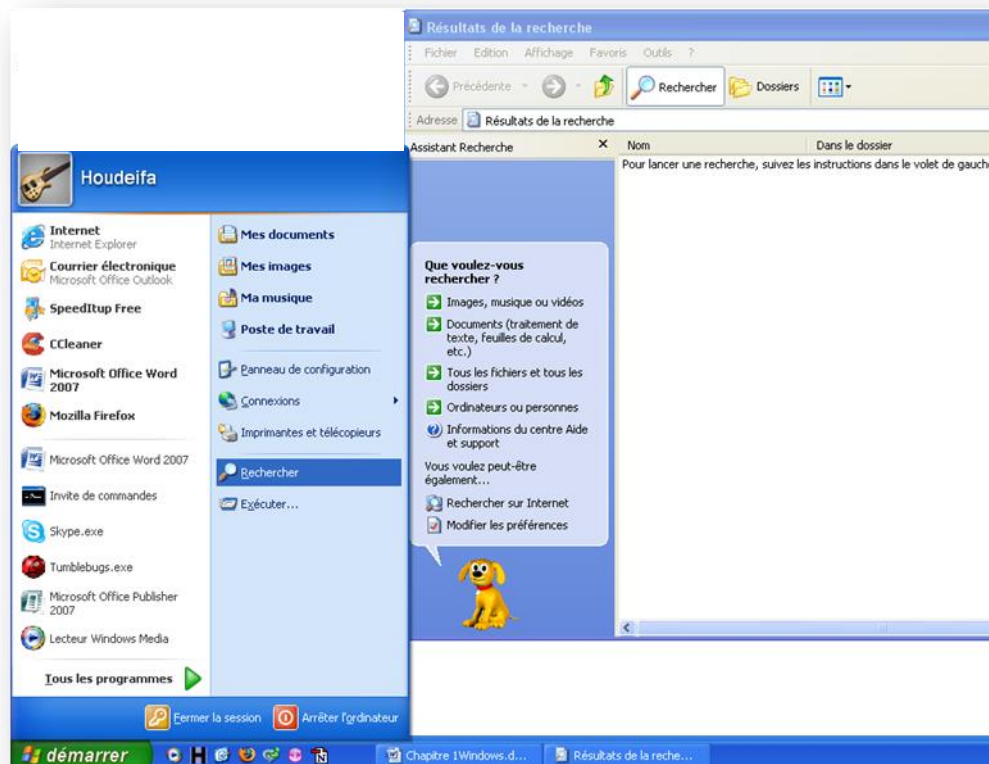 Résultats de la recherche
Fichier Edition Affichage Favoris Outils ?
Précédente
Rechercher
Dossiers
Adresse
Résultats de la recherche
Assistant Recherche
Nom
Dans le dossier
Pour lancer une recherche, suivez les instructions dans le volet de gauch
Que voulez-vous
rechercher ?
Images, musique ou vidéos
Documents (traitement de
texte, feuilles de calcul,
etc.)
Tous les fichiers et tous les
dossiers
Ordinateurs ou personnes
Informations du centre Aide
et support
Vous voulez peut-être
également...
Rechercher sur Internet
Modifier les préférences
Houdeifa
Internet
Internet Explorer
Courrier électronique
Microsoft Office Outlook
SpeedItup Free
CCleaner
Microsoft Office Word
2007
Mozilla Firefox
Microsoft Office Word 2007
Invite de commandes
Skype.exe
Tumblebugs.exe
Microsoft Office Publisher
2007
Lecteur Windows Media
Tous les programmes
Mes documents
Mes images
Ma musique
Poste de travail
Panneau de configuration
Connexions
Imprimantes et télécopieurs
Rechercher
Exécuter...
Fermer la session
Arrêter l'ordinateur
démarrer
Chapitre 1Windows.d...
Résultats de la reche...